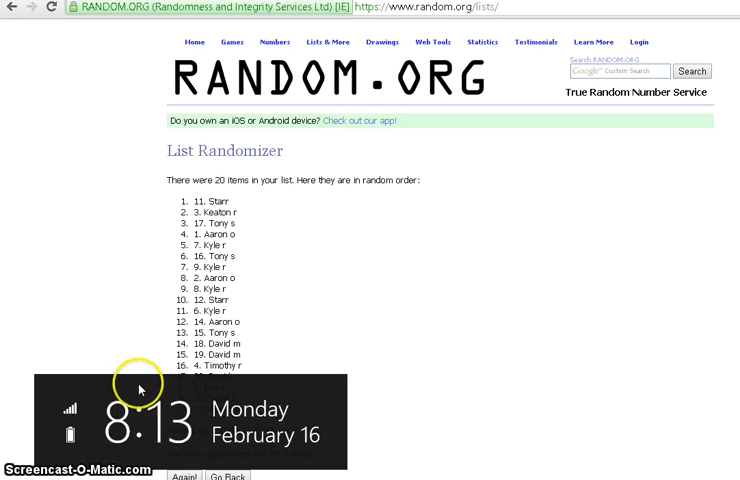 RANDOM.ORG (Randomness and Integrity Services Ltd) [IE] https://www.random.org/lists/
Home Games Numbers Lists & More Drawings Web Tools Statistics Testimonials Learn More Login
Search RANDOM.ORG
RANDOM.ORG
Google™ Custom Search Search
True Random Number Service
Do you own an iOS or Android device? Check out our app!
List Randomizer
There were 20 items in your list. Here they are in random order:
1. 11. Starr
2. 3. Keaton r
3. 17. Tony s
4. 1. Aaron o
5. 7. Kyle r
6. 16. Tony s
7. 9. Kyle r
8. 2. Aaron o
9. 8. Kyle r
10. 12. Starr
11. 6. Kyle r
12. 14. Aaron o
13. 15. Tony s
14. 18. David m
15. 19. David m
16. 4. Timothy r
8:13 Monday
February 16
Screencast-O-Matic.com
Again! Go Back